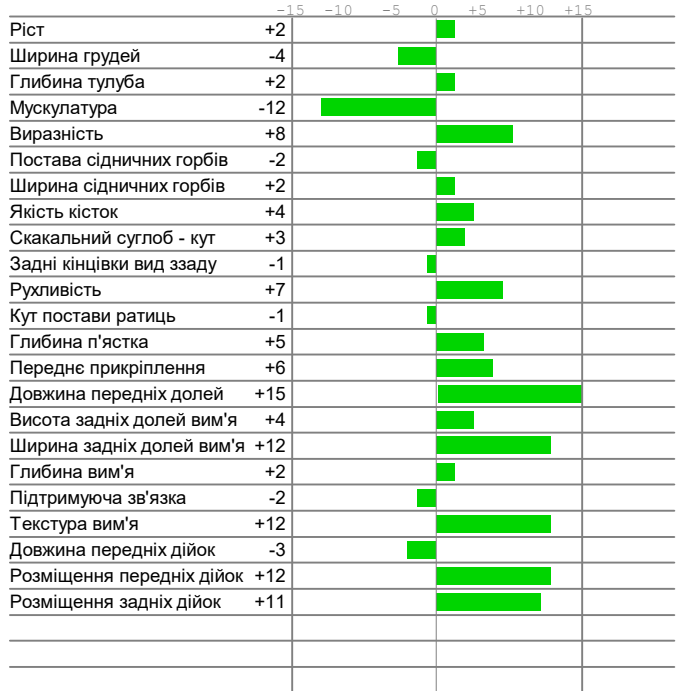 -15 -10 -5 0 +5 +10 +15
Ріст +2
Ширина грудей -4
Глибина тулуба +2
Мускулатура -12
Виразність +8
Постава сідничних горбів -2
Ширина сідничних горбів +2
Якість кісток +4
Скакальний суглоб - кут +3
Задні кінцівки вид ззаду -1
Рухливість +7
Кут постави ратиць -1
Глибина п'ястка +5
Переднє прикріплення +6
Довжина передніх долей +15
Висота задніх долей вим'я +4
Ширина задніх долей вим'я +12
Глибина вим'я +2
Підтримуюча зв'язка -2
Текстура вим'я +12
Довжина передніх дійок -3
Розміщення передніх дійок +12
Розміщення задніх дійок +11